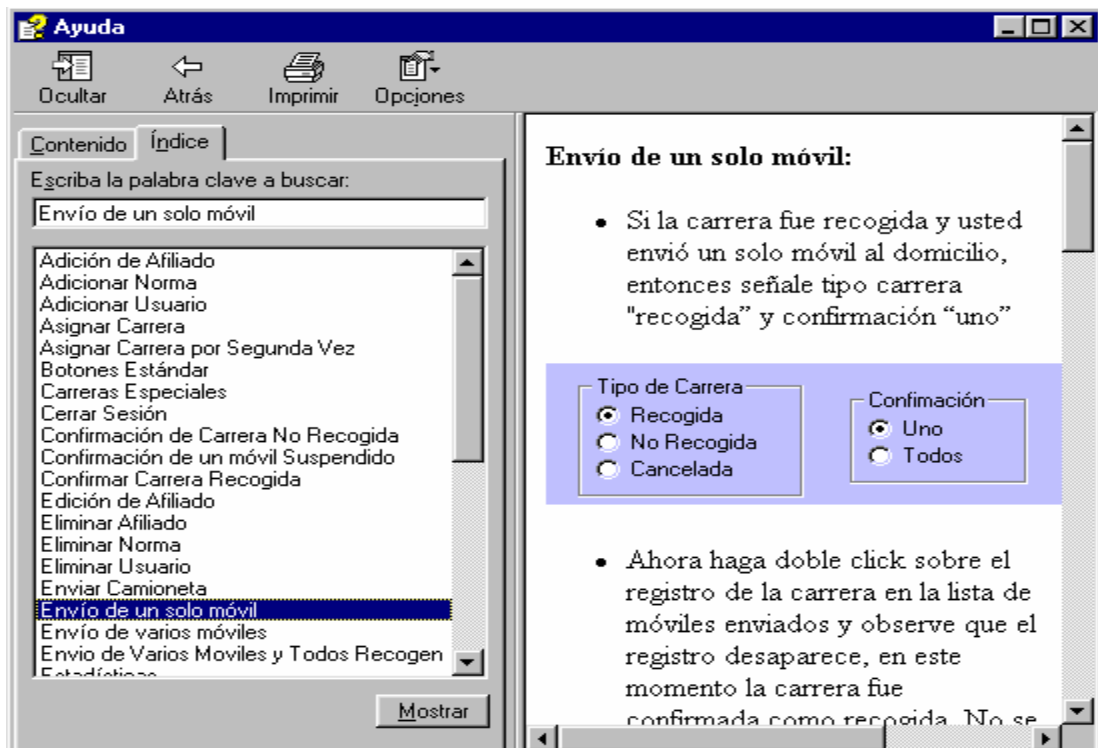 Ayuda
Ocultar Atrás Imprimir Opciones
Contenido Índice
Escriba la palabra clave a buscar:
Envío de un solo móvil
Adición de Afiliado
Adicionar Norma
Adicionar Usuario
Asignar Carrera
Asignar Carrera por Segunda Vez
Botones Estándar
Carreras Especiales
Cerrar Sesión
Confirmación de Carrera No Recogida
Confirmación de un móvil Suspendido
Confirmar Carrera Recogida
Edición de Afiliado
Eliminar Afiliado
Eliminar Norma
Eliminar Usuario
Enviar Camioneta
Envío de un solo móvil
Envío de varios móviles
Envio de Varios Moviles y Todos Recogen
Estadísticas
Mostrar
Envío de un solo móvil:
• Si la carrera fue recogida y usted
envió un solo móvil al domicilio,
entonces señale tipo carrera
"recogida” y confirmación “uno”
Tipo de Carrera
Recogida
No Recogida
Cancelada
Confimación
Uno
Todos
• Ahora haga doble click sobre el
registro de la carrera en la lista de
móviles enviados y observe que el
registro desaparece, en este
momento la carrera fue
confirmada como recogida. No se